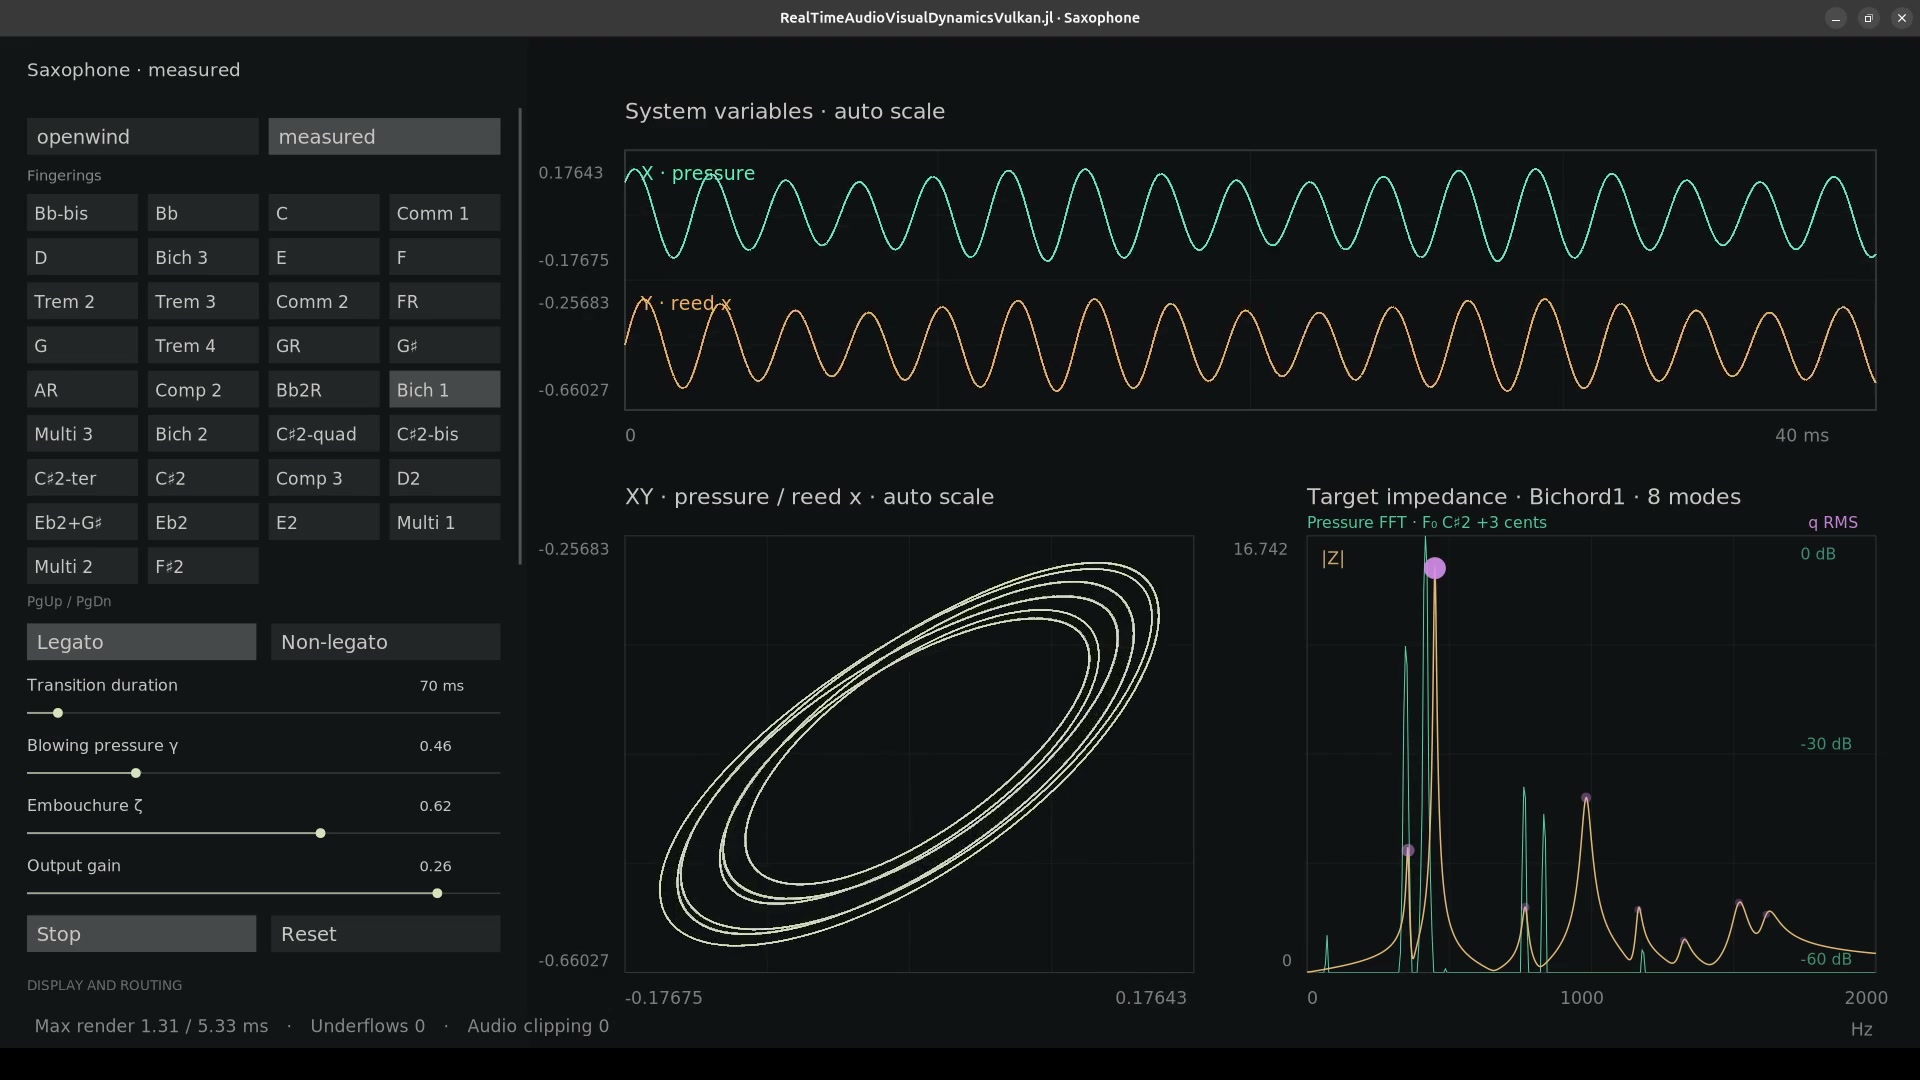 RealTimeAudioVisualDynamicsVulkan.jl · Saxophone
Saxophone · measured
openwind measured
Fingerings
Bb-bis Bb C Comm 1
D Bich 3 E F
Trem 2 Trem 3 Comm 2 FR
G Trem 4 GR G♯
AR Comp 2 Bb2R Bich 1
Multi 3 Bich 2 C♯2-quad C♯2-bis
C♯2-ter C♯2 Comp 3 D2
Eb2+G♯ Eb2 E2 Multi 1
Multi 2 F♯2
PgUp / PgDn
Legato Non-legato
Transition duration 70 ms
Blowing pressure γ 0.46
Embouchure ζ 0.62
Output gain 0.26
Stop Reset
DISPLAY AND ROUTING
Max render 1.31 / 5.33 ms · Underflows 0 · Audio clipping 0
System variables · auto scale
0.17643
X · pressure
-0.17675
-0.25683
Y · reed x
-0.66027
0 40 ms
XY · pressure / reed x · auto scale
-0.25683
-0.66027
-0.17675 0.17643
Target impedance · Bichord1 · 8 modes
Pressure FFT · F₀ C♯2 +3 cents q RMS
16.742
|Z|
0 dB
-30 dB
-60 dB
0
0 1000 2000
Hz